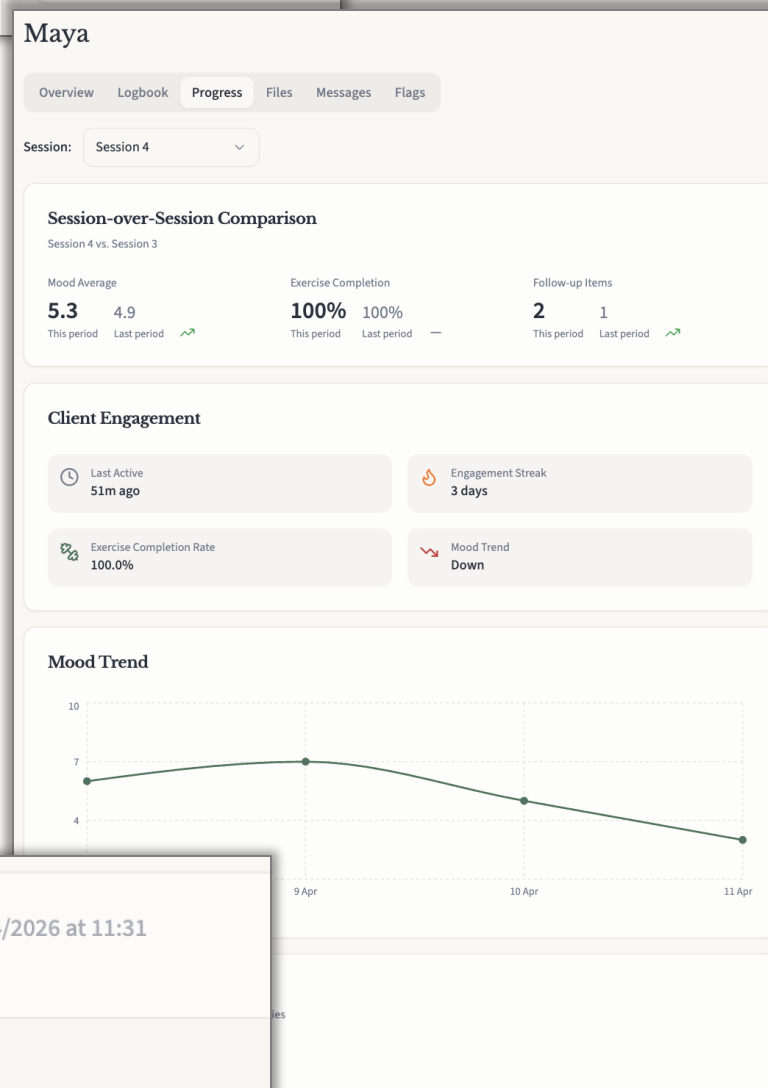 Maya
Overview Logbook Progress Files Messages Flags
Session: Session 4
Session-over-Session Comparison
Session 4 vs. Session 3
Mood Average Exercise Completion Follow-up Items
5.3 4.9 100% 100% 2 1
This period Last period This period Last period — This period Last period
Client Engagement
Last Active Engagement Streak
51m ago 3 days
Exercise Completion Rate Mood Trend
100.0% Down
Mood Trend
10
7
4
9 Apr 10 Apr 11 Apr
/2026 at 11:31